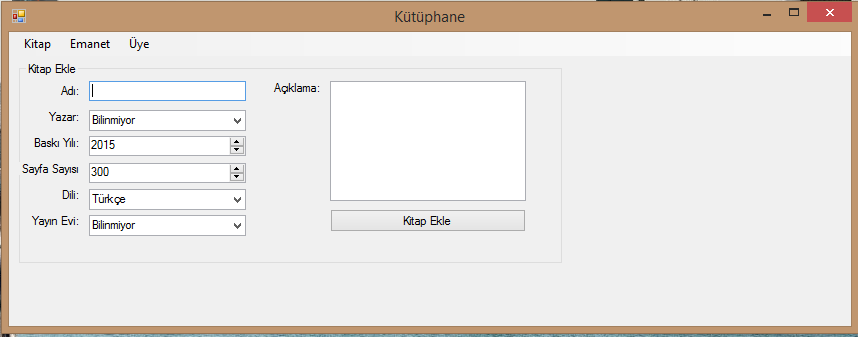 Kütüphane
Kitap Emanet Üye
Kitap Ekle
Adı:
Yazar: Bilinmiyor
Baskı Yılı: 2015
Sayfa Sayısı 300
Dili: Türkçe
Yayın Evi: Bilinmiyor
Açıklama:
Kitap Ekle